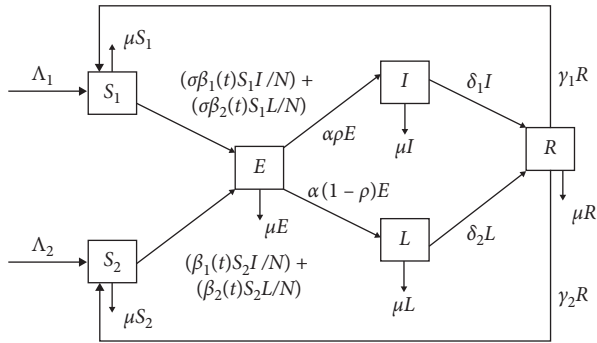 μS₁
Λ₁
S₁
(σβ₁(t)S₁I/N) +
(σβ₂(t)S₁L/N)
I
δ₁I
γ₁R
αρE
μI
R
E
α(1 − ρ)E
μR
μE
δ₂L
Λ₂
S₂
(β₁(t)S₂I/N) +
(β₂(t)S₂L/N)
L
μS₂
μL
γ₂R